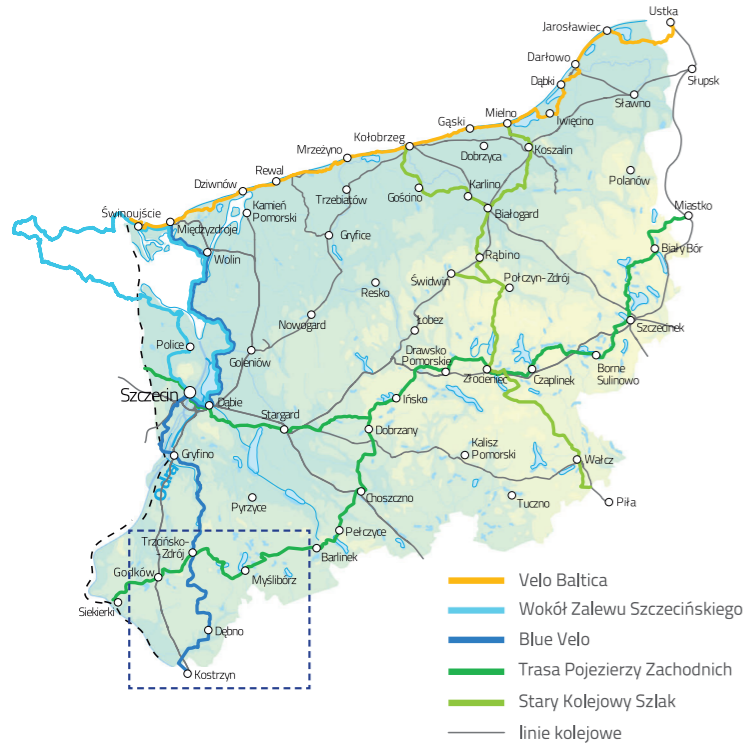 Ustka
Jarosławiec
Darłowo
Słupsk
Dąbki
Sławno
Mielno
Iwięcino
Gąski
Kołobrzeg
Koszalin
Mrzeżyno
Dobrzyca
Rewal
Polanów
Dziwnów
Trzebiatów
Gościno
Karlino
Kamień
Pomorski
Miastko
Świnoujście
Międzyzdroje
Białogard
Gryfice
Biały Bór
Wolin
Rąbino
Świdwin
Połczyn-Zdrój
Resko
Nowogard
Łobez
Szczecinek
Police
Goleniów
Drawsko
Pomorskie
Borne
Sulinowo
Złocieniec
Czaplinek
Szczecin
Dąbie
Ińsko
Stargard
Dobrzany
Kalisz
Pomorski
Wałcz
Gryfino
Odra
Choszczno
Pyrzyce
Tuczno
Piła
Pełczyce
Trzcińsko-
-Zdrój
Barlinek
Godków
Myślibórz
Siekierki
Dębno
Kostrzyn
Velo Baltica
Wokół Zalewu Szczecińskiego
Blue Velo
Trasa Pojezierzy Zachodnich
Stary Kolejowy Szlak
linie kolejowe